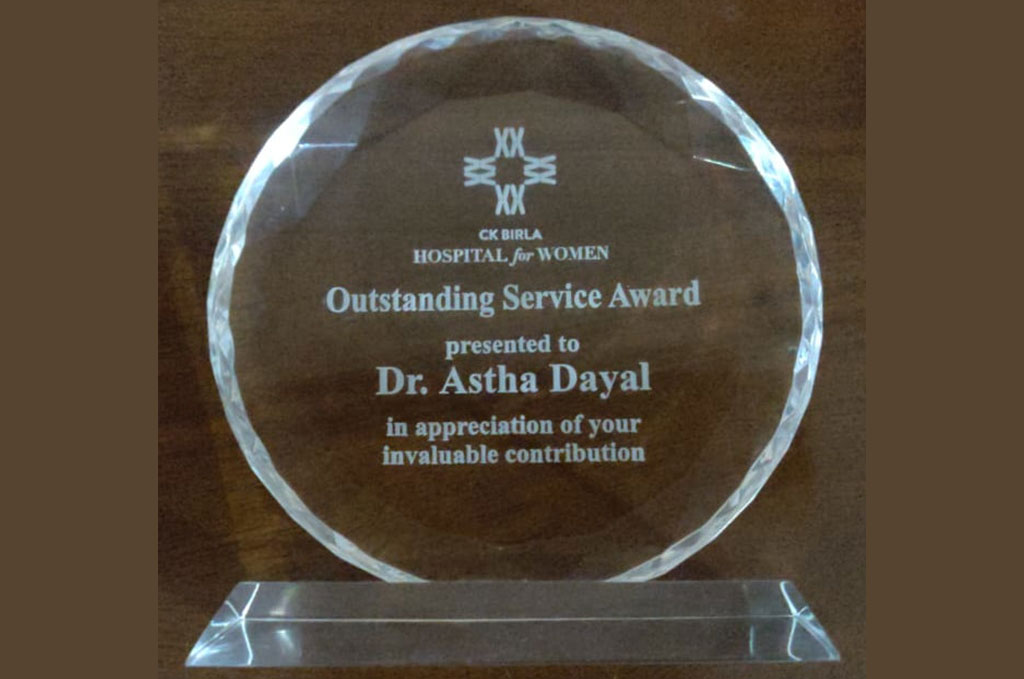 CK BIRLA
HOSPITAL for WOMEN
Outstanding Service Award
presented to
Dr. Astha Dayal
in appreciation of your
invaluable contribution